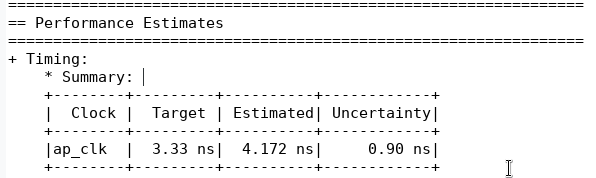 ================================================================
== Performance Estimates
================================================================
+ Timing:
    * Summary:
    +--------+---------+----------+------------+
    |  Clock |  Target | Estimated| Uncertainty|
    +--------+---------+----------+------------+
    |ap_clk  |  3.33 ns|  4.172 ns|     0.90 ns|
    +--------+---------+----------+------------+